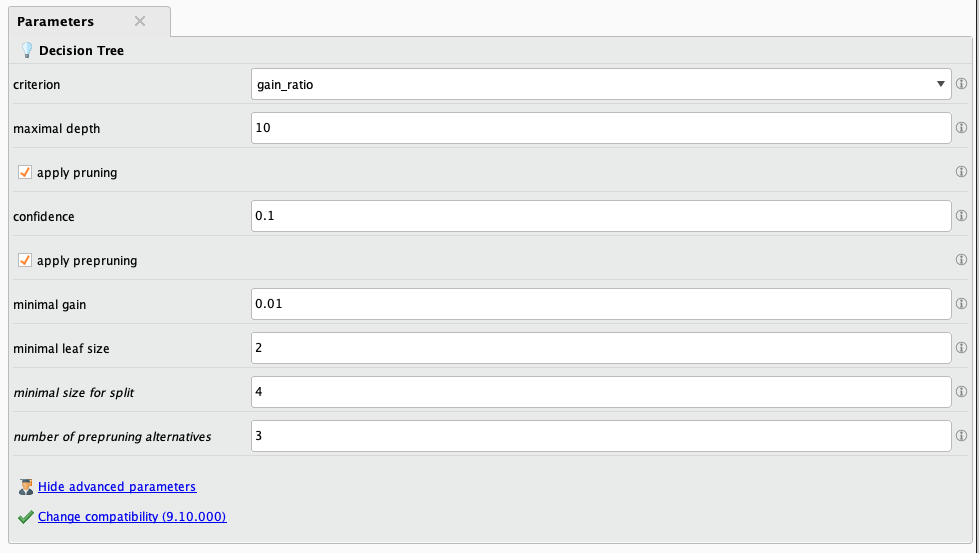 Parameters
Decision Tree
criterion gain_ratio
maximal depth 10
apply pruning
confidence 0.1
apply prepruning
minimal gain 0.01
minimal leaf size 2
minimal size for split 4
number of prepruning alternatives 3
Hide advanced parameters
Change compatibility (9.10.000)